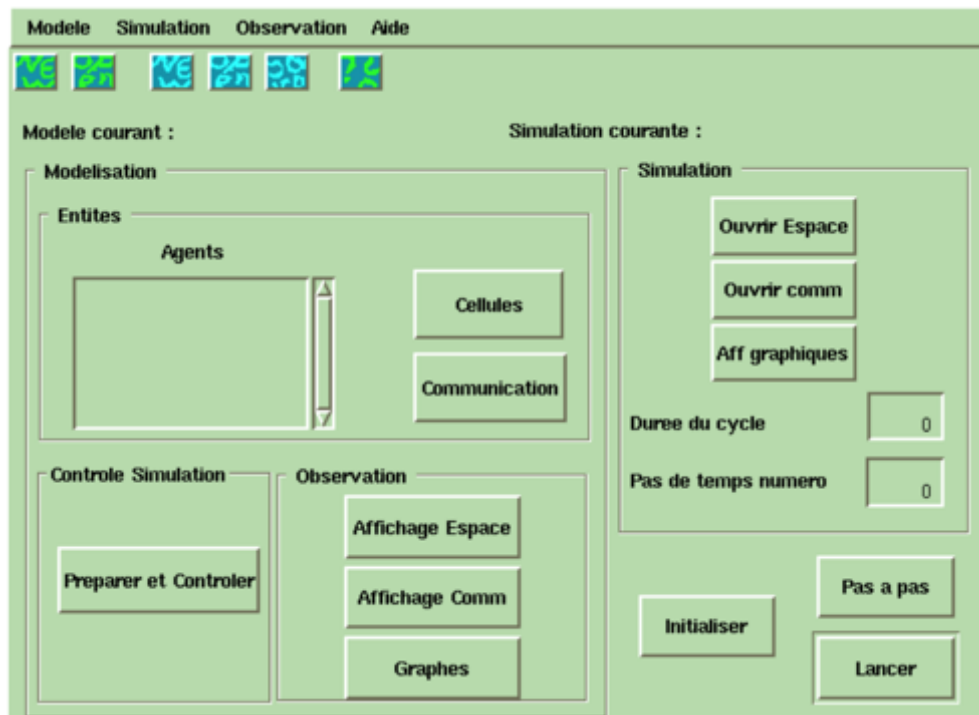 Modele Simulation Observation Aide
Modele courant :
Simulation courante :
Modelisation
Entites
Agents
Cellules
Communication
Controle Simulation
Preparer et Controler
Observation
Affichage Espace
Affichage Comm
Graphes
Simulation
Ouvrir Espace
Ouvrir comm
Aff graphiques
Duree du cycle 0
Pas de temps numero 0
Initialiser
Pas a pas
Lancer